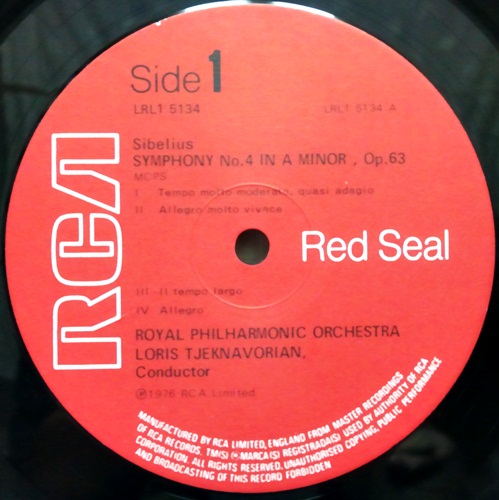 Side 1
LRL1 5134
LRL1 5134 A
Sibelius
SYMPHONY No.4 IN A MINOR , Op.63
MCPS
I Tempo molto moderato, quasi adagio
II Allegro molto vivace
RCA
Red Seal
III Il tempo largo
IV Allegro
ROYAL PHILHARMONIC ORCHESTRA
LORIS TJEKNAVORIAN,
Conductor
℗1976 RCA Limited
MANUFACTURED BY RCA LIMITED, ENGLAND FROM MASTER RECORDINGS
OF RCA RECORDS. TM(S) ®MARCA(S) REGISTRADA(S) USED BY AUTHORITY OF RCA
CORPORATION. ALL RIGHTS RESERVED. UNAUTHORISED COPYING, PUBLIC PERFORMANCE
AND BROADCASTING OF THIS RECORD FORBIDDEN